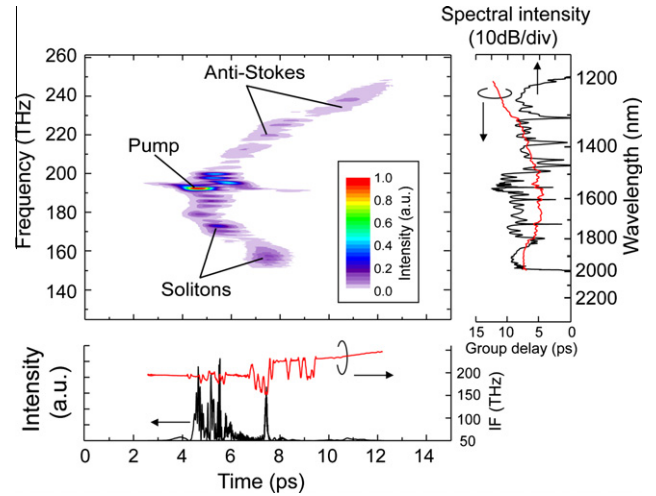 Spectral intensity
(10dB/div)
260
240
220
200
180
160
140
Frequency (THz)
Anti-Stokes
Pump
Solitons
1.0
0.8
0.6
0.4
0.2
0.0
Intensity (a.u.)
1200
1400
1600
1800
2000
2200
Wavelength (nm)
15 10 5 0
Group delay (ps)
Intensity
(a.u.)
200
150
100
50
IF (THz)
0 2 4 6 8 10 12 14
Time (ps)